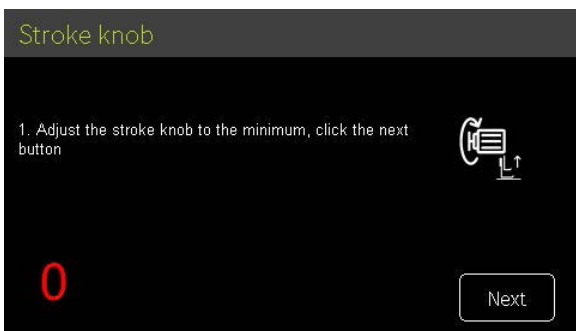 Stroke knob
1. Adjust the stroke knob to the minimum, click the next
button
0
Next